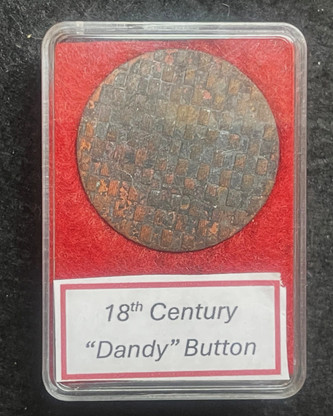 18th Century
“Dandy” Button